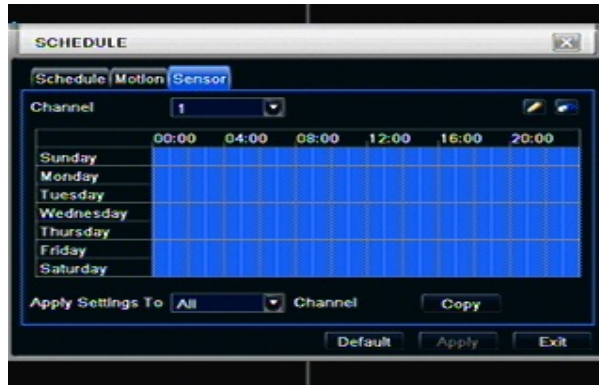 SCHEDULE
Schedule Motion Sensor
Channel 1
00:00 04:00 08:00 12:00 16:00 20:00
Sunday
Monday
Tuesday
Wednesday
Thursday
Friday
Saturday
Apply Settings To All Channel Copy
Default Apply Exit